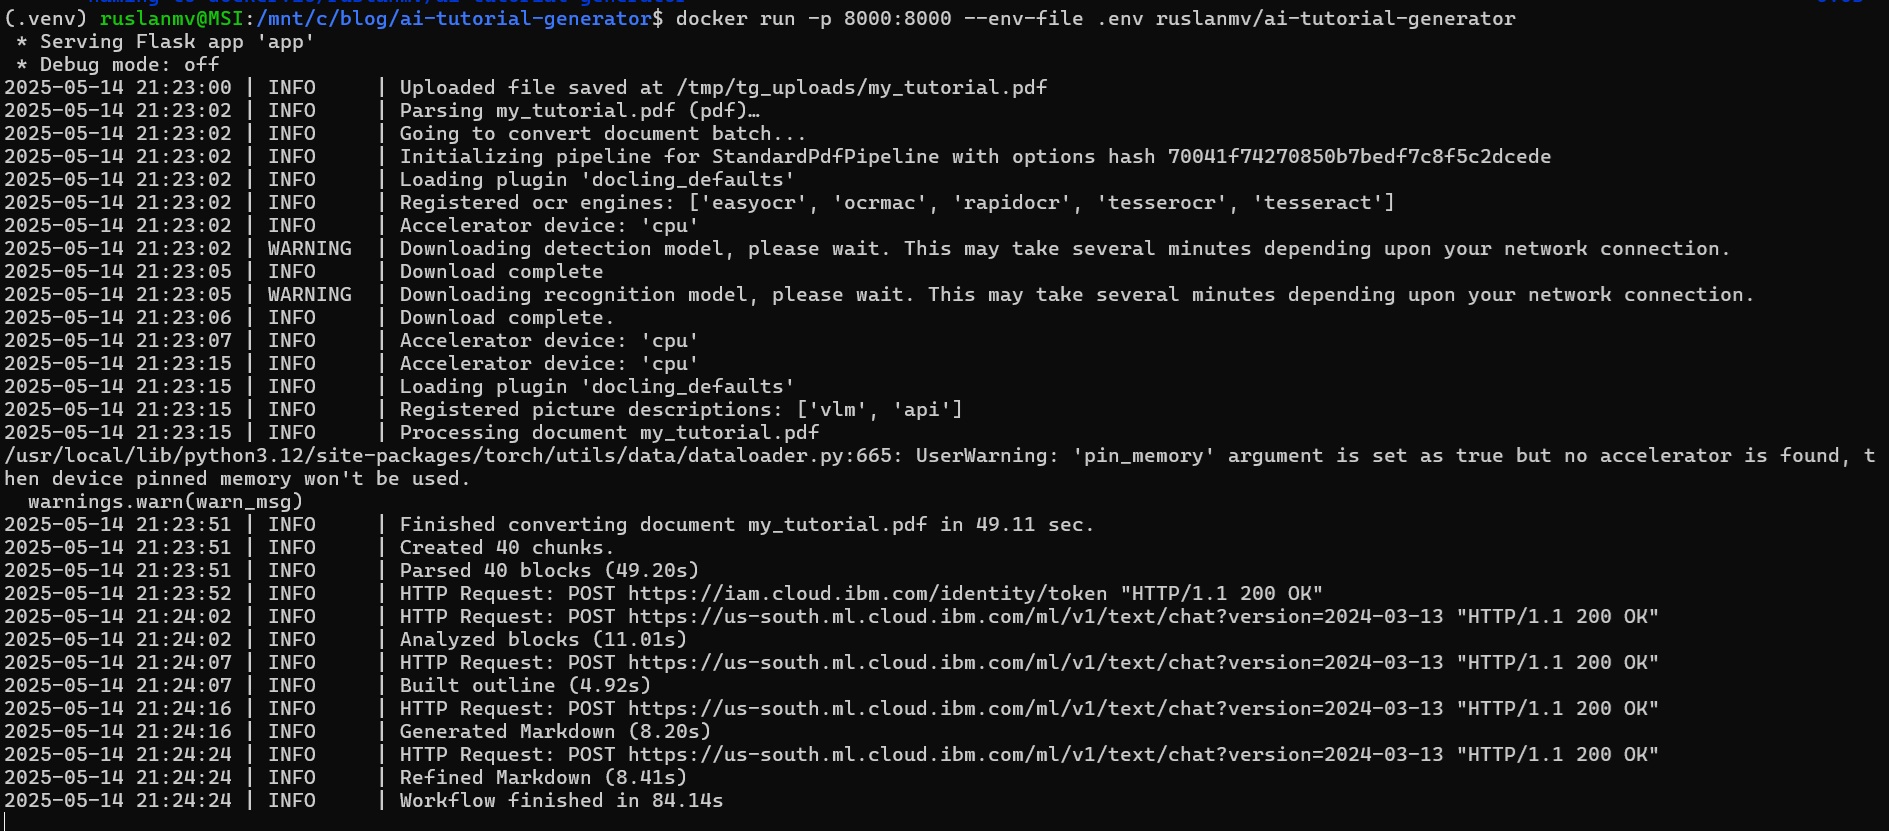 (.venv) ruslanmv@MSI:/mnt/c/blog/ai-tutorial-generator$ docker run -p 8000:8000 --env-file .env ruslanmv/ai-tutorial-generator
 * Serving Flask app 'app'
 * Debug mode: off
2025-05-14 21:23:00 | INFO     | Uploaded file saved at /tmp/tg_uploads/my_tutorial.pdf
2025-05-14 21:23:02 | INFO     | Parsing my_tutorial.pdf (pdf)…
2025-05-14 21:23:02 | INFO     | Going to convert document batch...
2025-05-14 21:23:02 | INFO     | Initializing pipeline for StandardPdfPipeline with options hash 70041f74270850b7bedf7c8f5c2dcede
2025-05-14 21:23:02 | INFO     | Loading plugin 'docling_defaults'
2025-05-14 21:23:02 | INFO     | Registered ocr engines: ['easyocr', 'ocrmac', 'rapidocr', 'tesserocr', 'tesseract']
2025-05-14 21:23:02 | INFO     | Accelerator device: 'cpu'
2025-05-14 21:23:02 | WARNING  | Downloading detection model, please wait. This may take several minutes depending upon your network connection.
2025-05-14 21:23:05 | INFO     | Download complete
2025-05-14 21:23:05 | WARNING  | Downloading recognition model, please wait. This may take several minutes depending upon your network connection.
2025-05-14 21:23:06 | INFO     | Download complete.
2025-05-14 21:23:07 | INFO     | Accelerator device: 'cpu'
2025-05-14 21:23:15 | INFO     | Accelerator device: 'cpu'
2025-05-14 21:23:15 | INFO     | Loading plugin 'docling_defaults'
2025-05-14 21:23:15 | INFO     | Registered picture descriptions: ['vlm', 'api']
2025-05-14 21:23:15 | INFO     | Processing document my_tutorial.pdf
/usr/local/lib/python3.12/site-packages/torch/utils/data/dataloader.py:665: UserWarning: 'pin_memory' argument is set as true but no accelerator is found, t
hen device pinned memory won't be used.
  warnings.warn(warn_msg)
2025-05-14 21:23:51 | INFO     | Finished converting document my_tutorial.pdf in 49.11 sec.
2025-05-14 21:23:51 | INFO     | Created 40 chunks.
2025-05-14 21:23:51 | INFO     | Parsed 40 blocks (49.20s)
2025-05-14 21:23:52 | INFO     | HTTP Request: POST https://iam.cloud.ibm.com/identity/token "HTTP/1.1 200 OK"
2025-05-14 21:24:02 | INFO     | HTTP Request: POST https://us-south.ml.cloud.ibm.com/ml/v1/text/chat?version=2024-03-13 "HTTP/1.1 200 OK"
2025-05-14 21:24:02 | INFO     | Analyzed blocks (11.01s)
2025-05-14 21:24:07 | INFO     | HTTP Request: POST https://us-south.ml.cloud.ibm.com/ml/v1/text/chat?version=2024-03-13 "HTTP/1.1 200 OK"
2025-05-14 21:24:07 | INFO     | Built outline (4.92s)
2025-05-14 21:24:16 | INFO     | HTTP Request: POST https://us-south.ml.cloud.ibm.com/ml/v1/text/chat?version=2024-03-13 "HTTP/1.1 200 OK"
2025-05-14 21:24:16 | INFO     | Generated Markdown (8.20s)
2025-05-14 21:24:24 | INFO     | HTTP Request: POST https://us-south.ml.cloud.ibm.com/ml/v1/text/chat?version=2024-03-13 "HTTP/1.1 200 OK"
2025-05-14 21:24:24 | INFO     | Refined Markdown (8.41s)
2025-05-14 21:24:24 | INFO     | Workflow finished in 84.14s